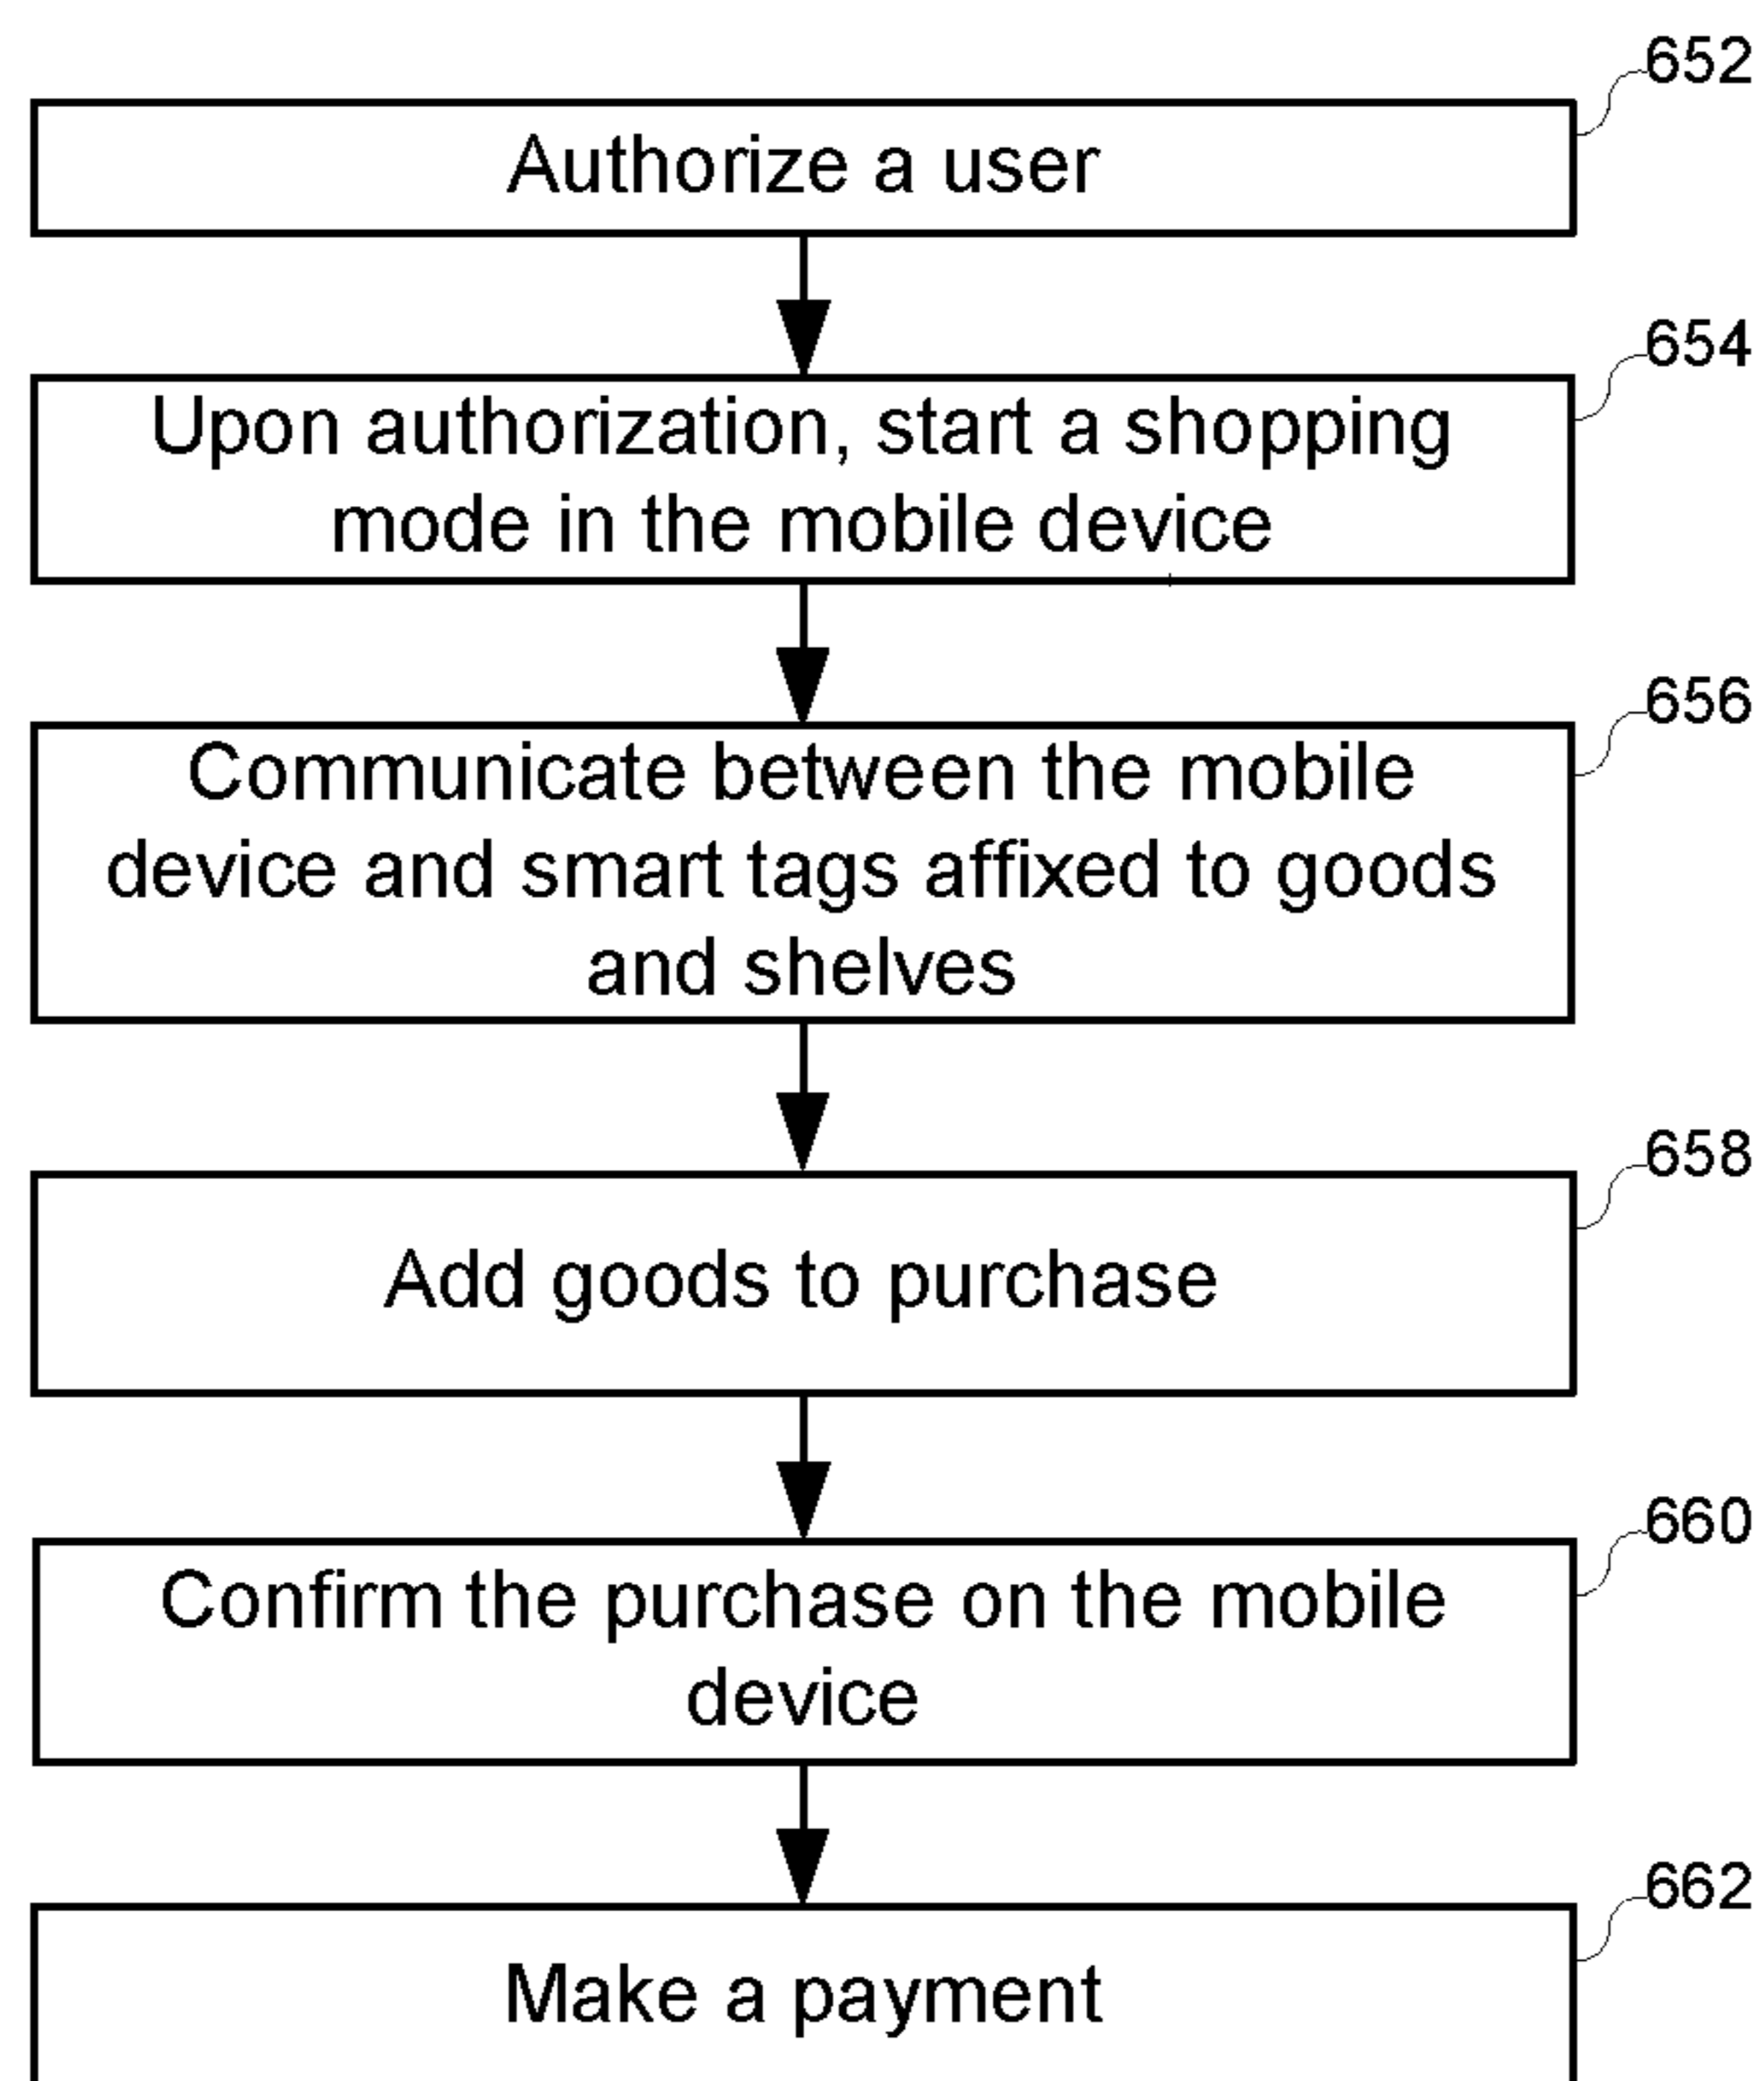 652
Authorize a user
654
Upon authorization, start a shopping
mode in the mobile device
656
Communicate between the mobile
device and smart tags affixed to goods
and shelves
658
Add goods to purchase
660
Confirm the purchase on the mobile
device
662
Make a payment